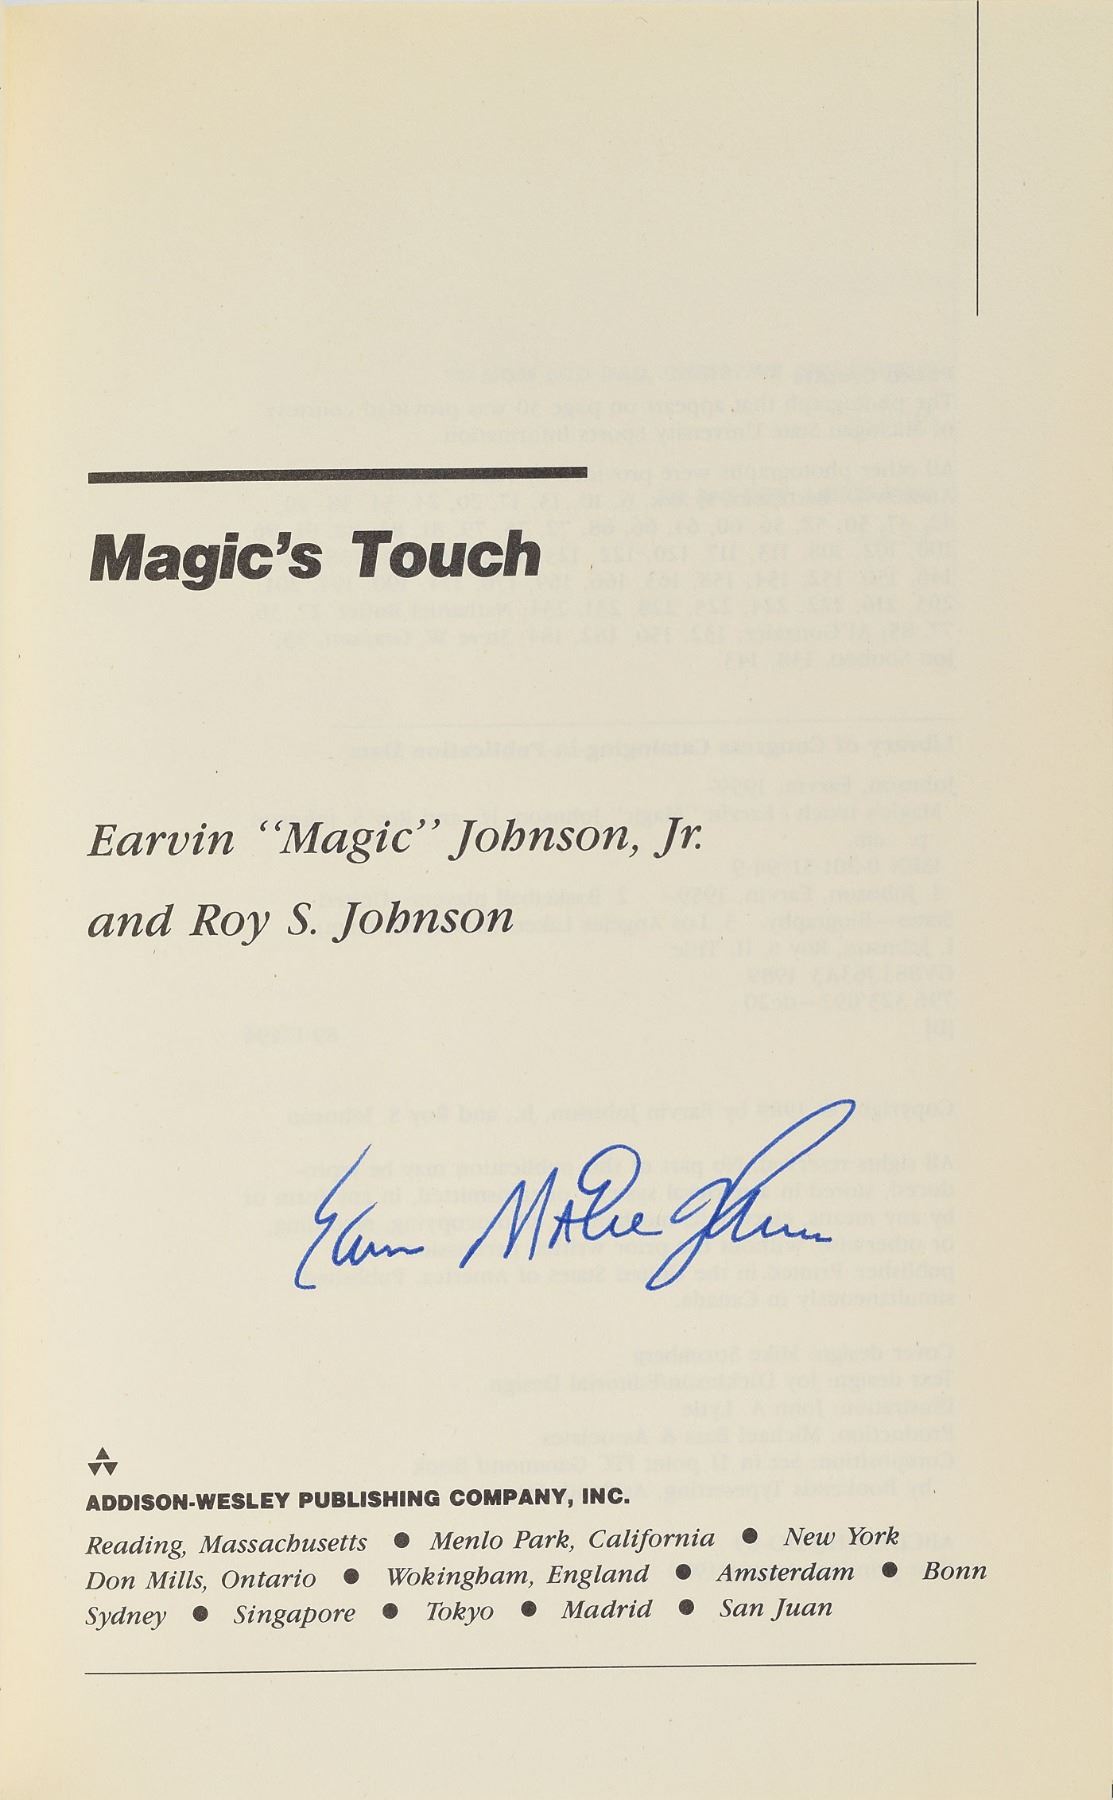 Magic's Touch
Earvin “Magic” Johnson, Jr.
and Roy S. Johnson
Earvin Magic Johnson
ADDISON-WESLEY PUBLISHING COMPANY, INC.
Reading, Massachusetts ● Menlo Park, California ● New York
Don Mills, Ontario ● Wokingham, England ● Amsterdam ● Bonn
Sydney ● Singapore ● Tokyo ● Madrid ● San Juan